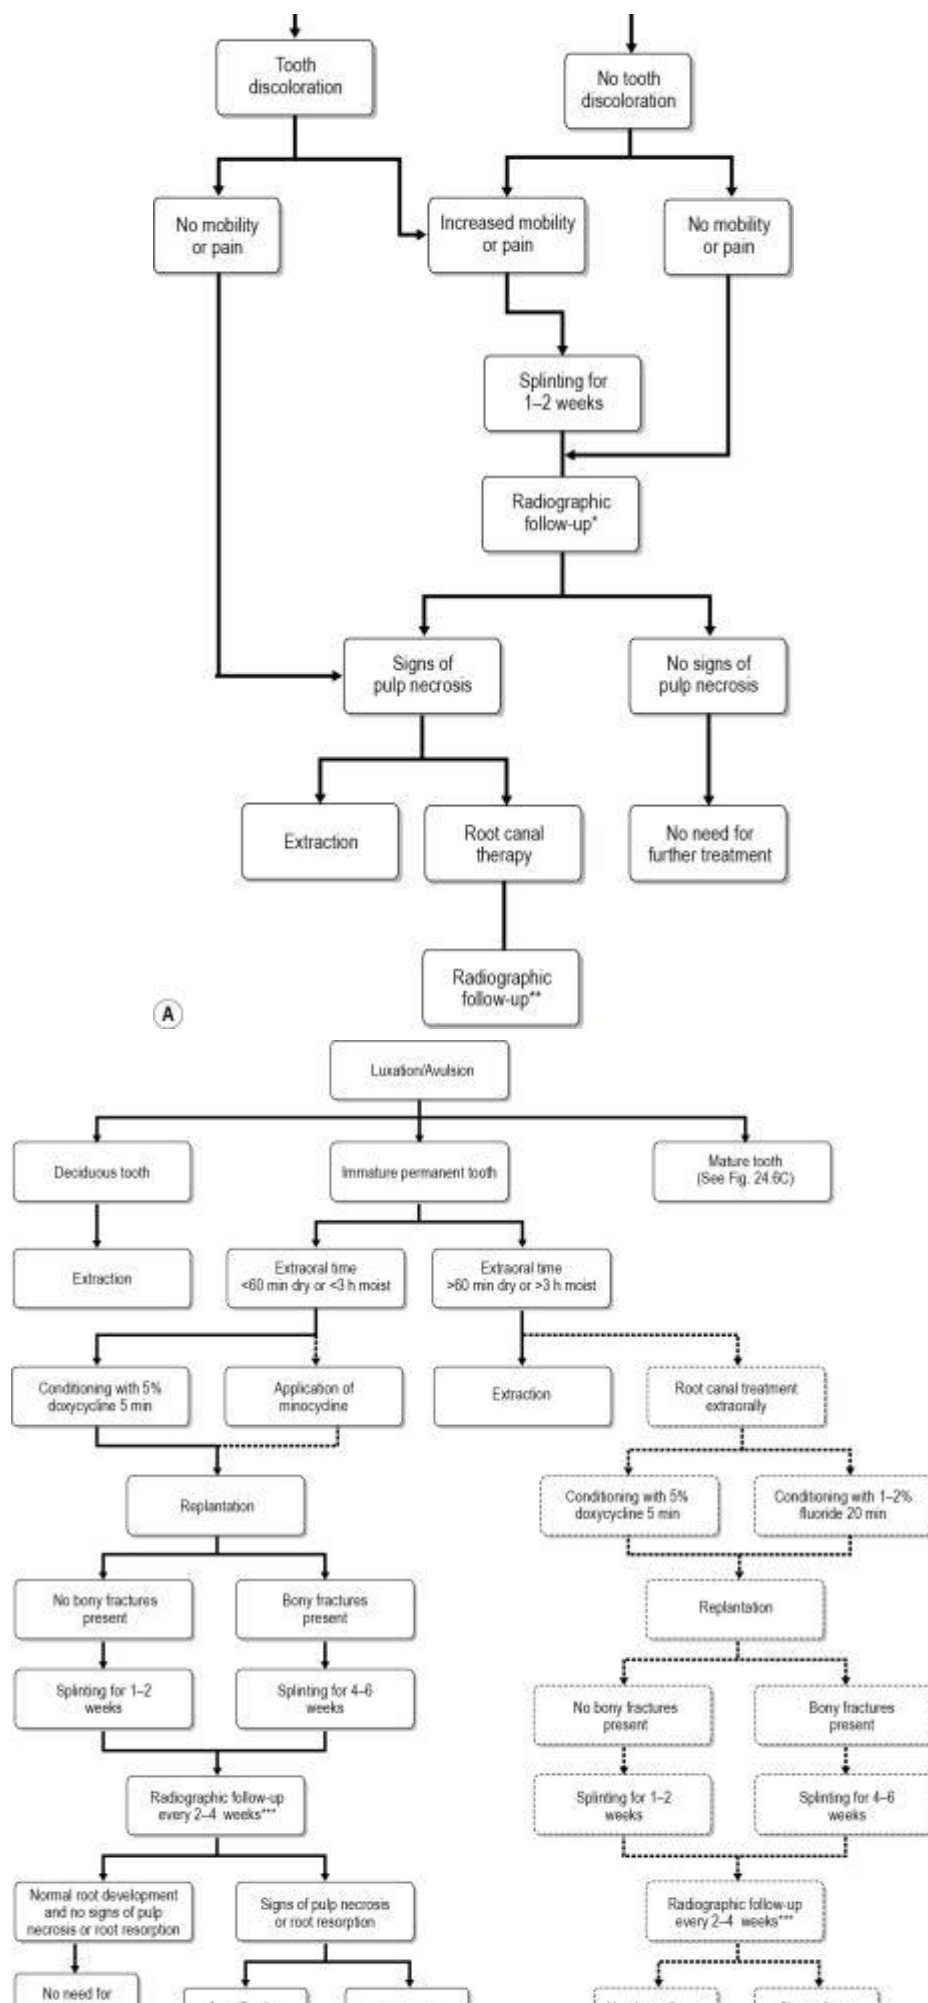 Tooth
discoloration
No tooth
discoloration
No mobility
or pain
Increased mobility
or pain
No mobility
or pain
Splinting for
1–2 weeks
Radiographic
follow-up*
Signs of
pulp necrosis
No signs of
pulp necrosis
Extraction
Root canal
therapy
No need for
further treatment
Radiographic
follow-up**
A
Luxation/Avulsion
Deciduous tooth
Immature permanent tooth
Mature tooth
(See Fig. 24.6C)
Extraction
Extraoral time
<60 min dry or <3 h moist
Extraoral time
>60 min dry or >3 h moist
Conditioning with 5%
doxycycline 5 min
Application of
minocycline
Extraction
Root canal treatment
extraorally
Conditioning with 5%
doxycycline 5 min
Conditioning with 1–2%
fluoride 20 min
Replantation
Replantation
No bony fractures
present
Bony fractures
present
Splinting for 1–2
weeks
Splinting for 4–6
weeks
No bony fractures
present
Bony fractures
present
Splinting for 1–2
weeks
Splinting for 4–6
weeks
Radiographic follow-up
every 2–4 weeks***
Normal root development
and no signs of pulp
necrosis or root resorption
Signs of pulp necrosis
or root resorption
Radiographic follow-up
every 2–4 weeks***
No need for